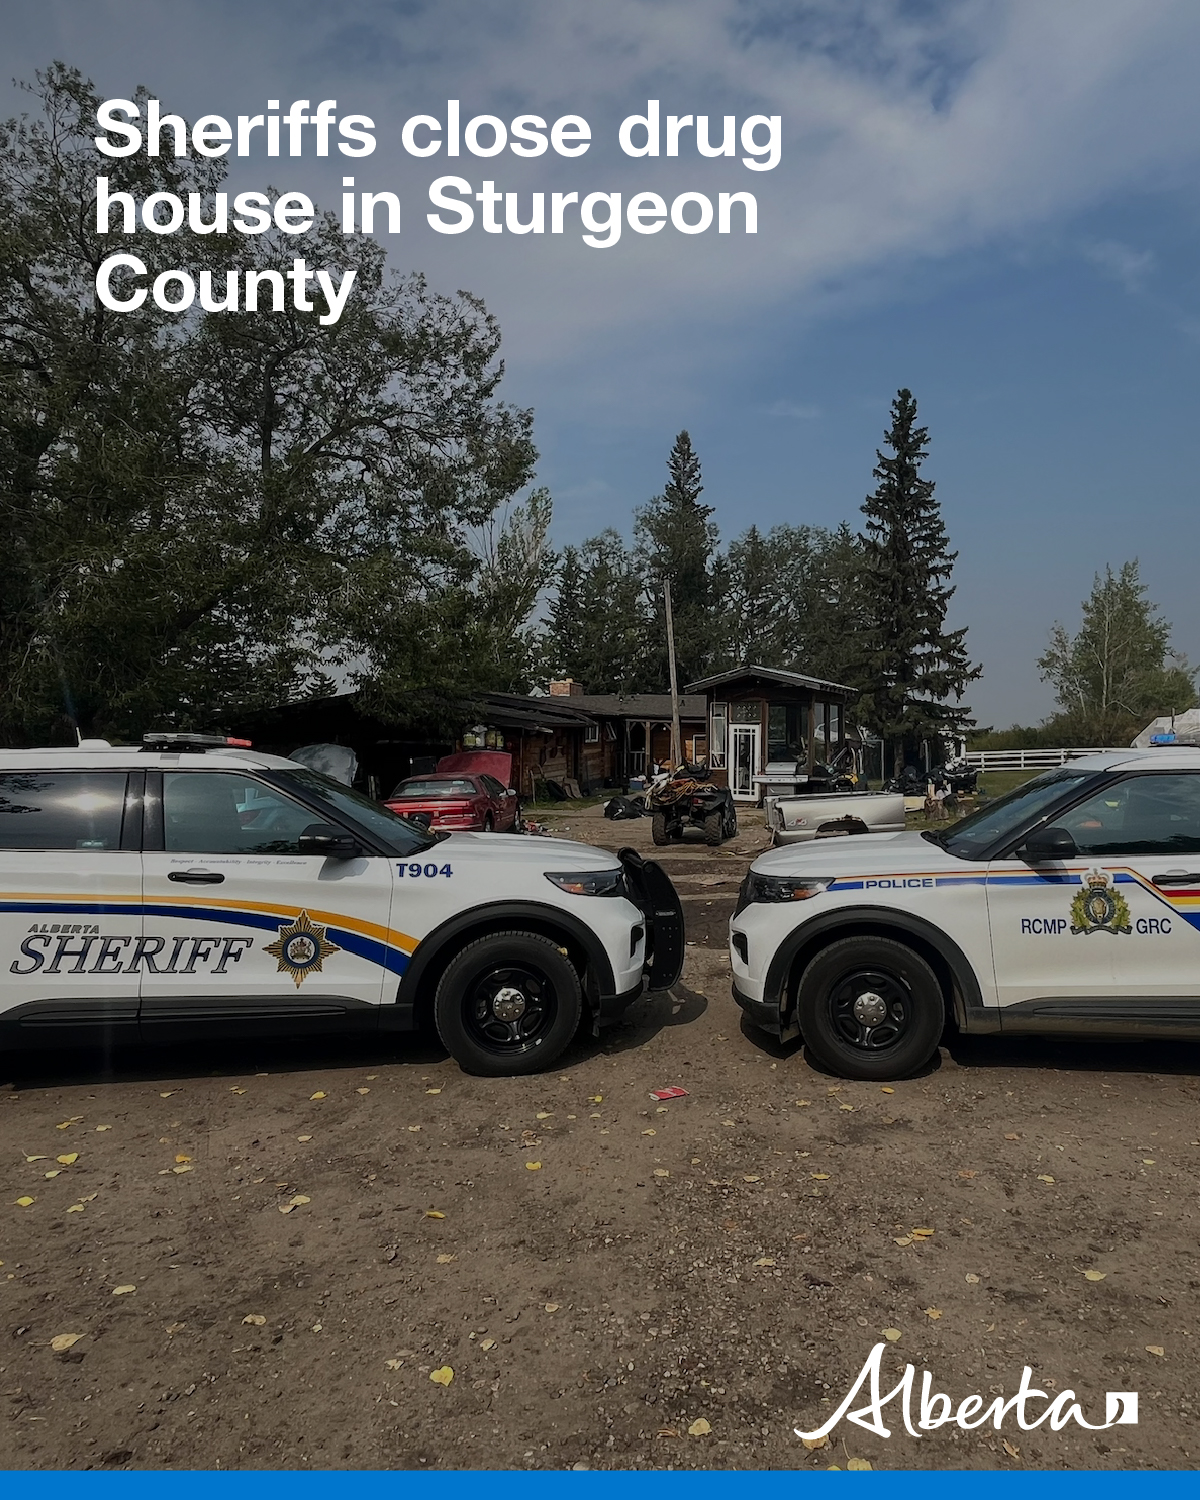 Sheriffs close drug
house in Sturgeon
County
Respect Accountability Integrity Excellence
T904
POLICE
ALBERTA
SHERIFF
RCMP GRC
Alberta